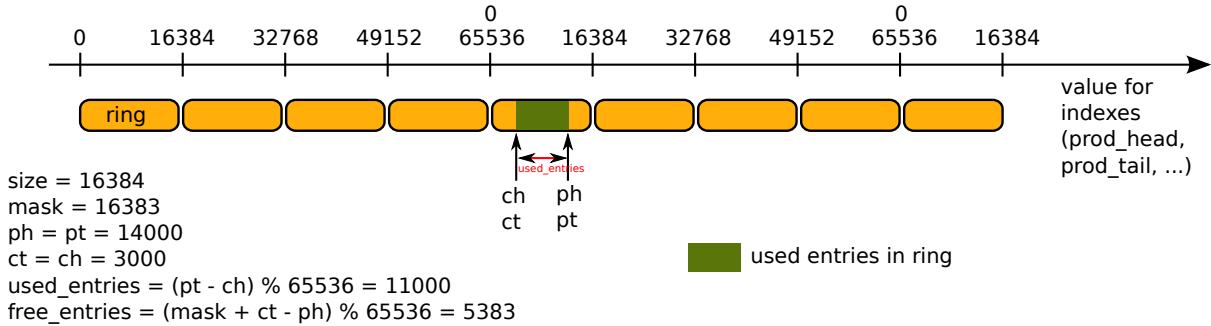 0 0
0 16384 32768 49152 65536 16384 32768 49152 65536 16384
value for
indexes
(prod_head,
prod_tail, ...)
ring
used_entries
ch ph
ct pt
size = 16384
mask = 16383
ph = pt = 14000
ct = ch = 3000
used_entries = (pt - ch) % 65536 = 11000
free_entries = (mask + ct - ph) % 65536 = 5383
used entries in ring